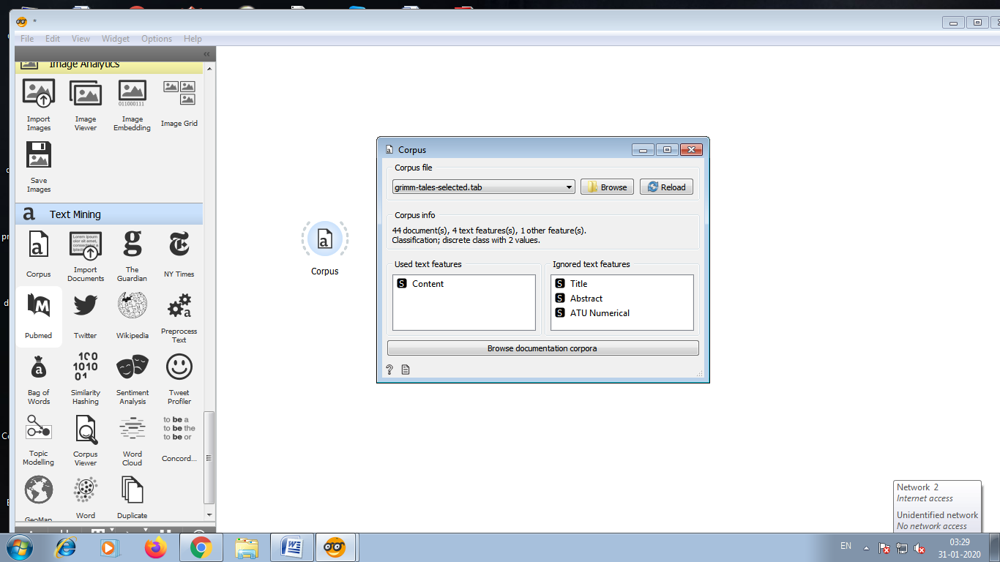 *
File Edit View Widget Options Help
Image Analytics
Import
Images
Image
Viewer
Image
Embedding
Image Grid
011000111
Save
Images
a Text Mining
Corpus
Import
Documents
The
Guardian
NY Times
Pubmed
Twitter
Wikipedia
Preprocess
Text
Bag of
Words
Similarity
Hashing
Sentiment
Analysis
Tweet
Profiler
to be a
to be the
to be or
Topic
Modelling
Corpus
Viewer
Word
Cloud
Concord...
GeoMap
Word
Duplicate
Corpus
Corpus
Corpus file
grimm-tales-selected.tab
Browse
Reload
Corpus info
44 document(s), 4 text features(s), 1 other feature(s).
Classification; discrete class with 2 values.
Used text features
S Content
Ignored text features
S Title
S Abstract
S ATU Numerical
Browse documentation corpora
?
Network 2
Internet access
Unidentified network
No network access
EN
03:29
31-01-2020